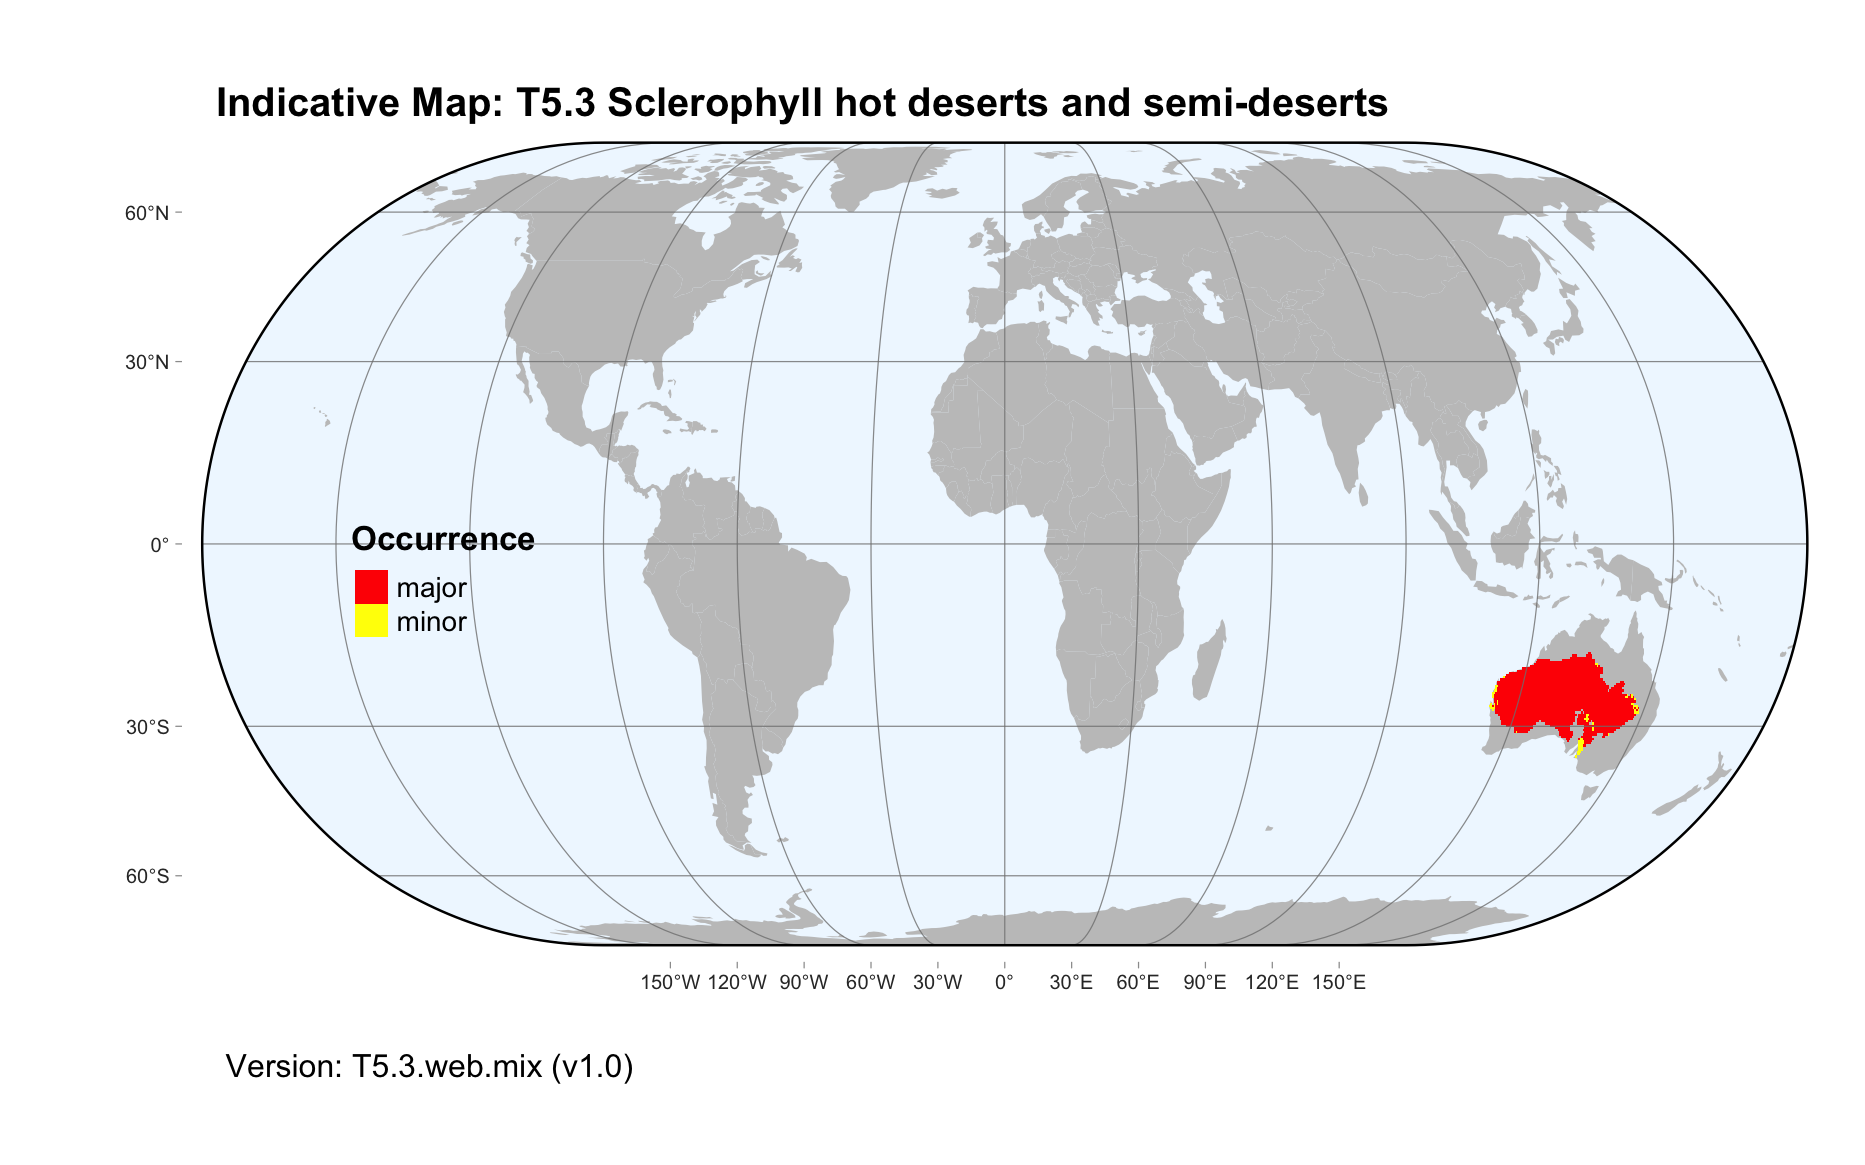 Indicative Map: T5.3 Sclerophyll hot deserts and semi-deserts
60°N
30°N
0°
30°S
60°S
Occurrence
major
minor
150°W 120°W 90°W 60°W 30°W 0° 30°E 60°E 90°E 120°E 150°E
Version: T5.3.web.mix (v1.0)